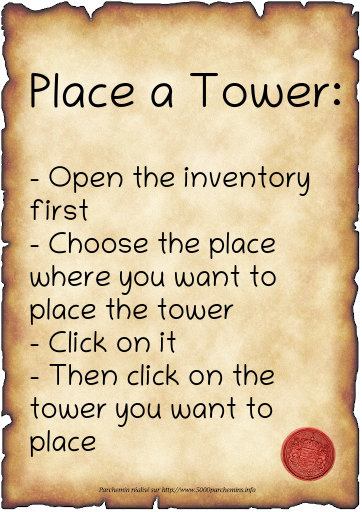 Place a Tower:
- Open the inventory
first
- Choose the place
where you want to
place the tower
- Click on it
- Then click on the
tower you want to
place
Parchemin réalisé sur http://www.5000parchemins.info